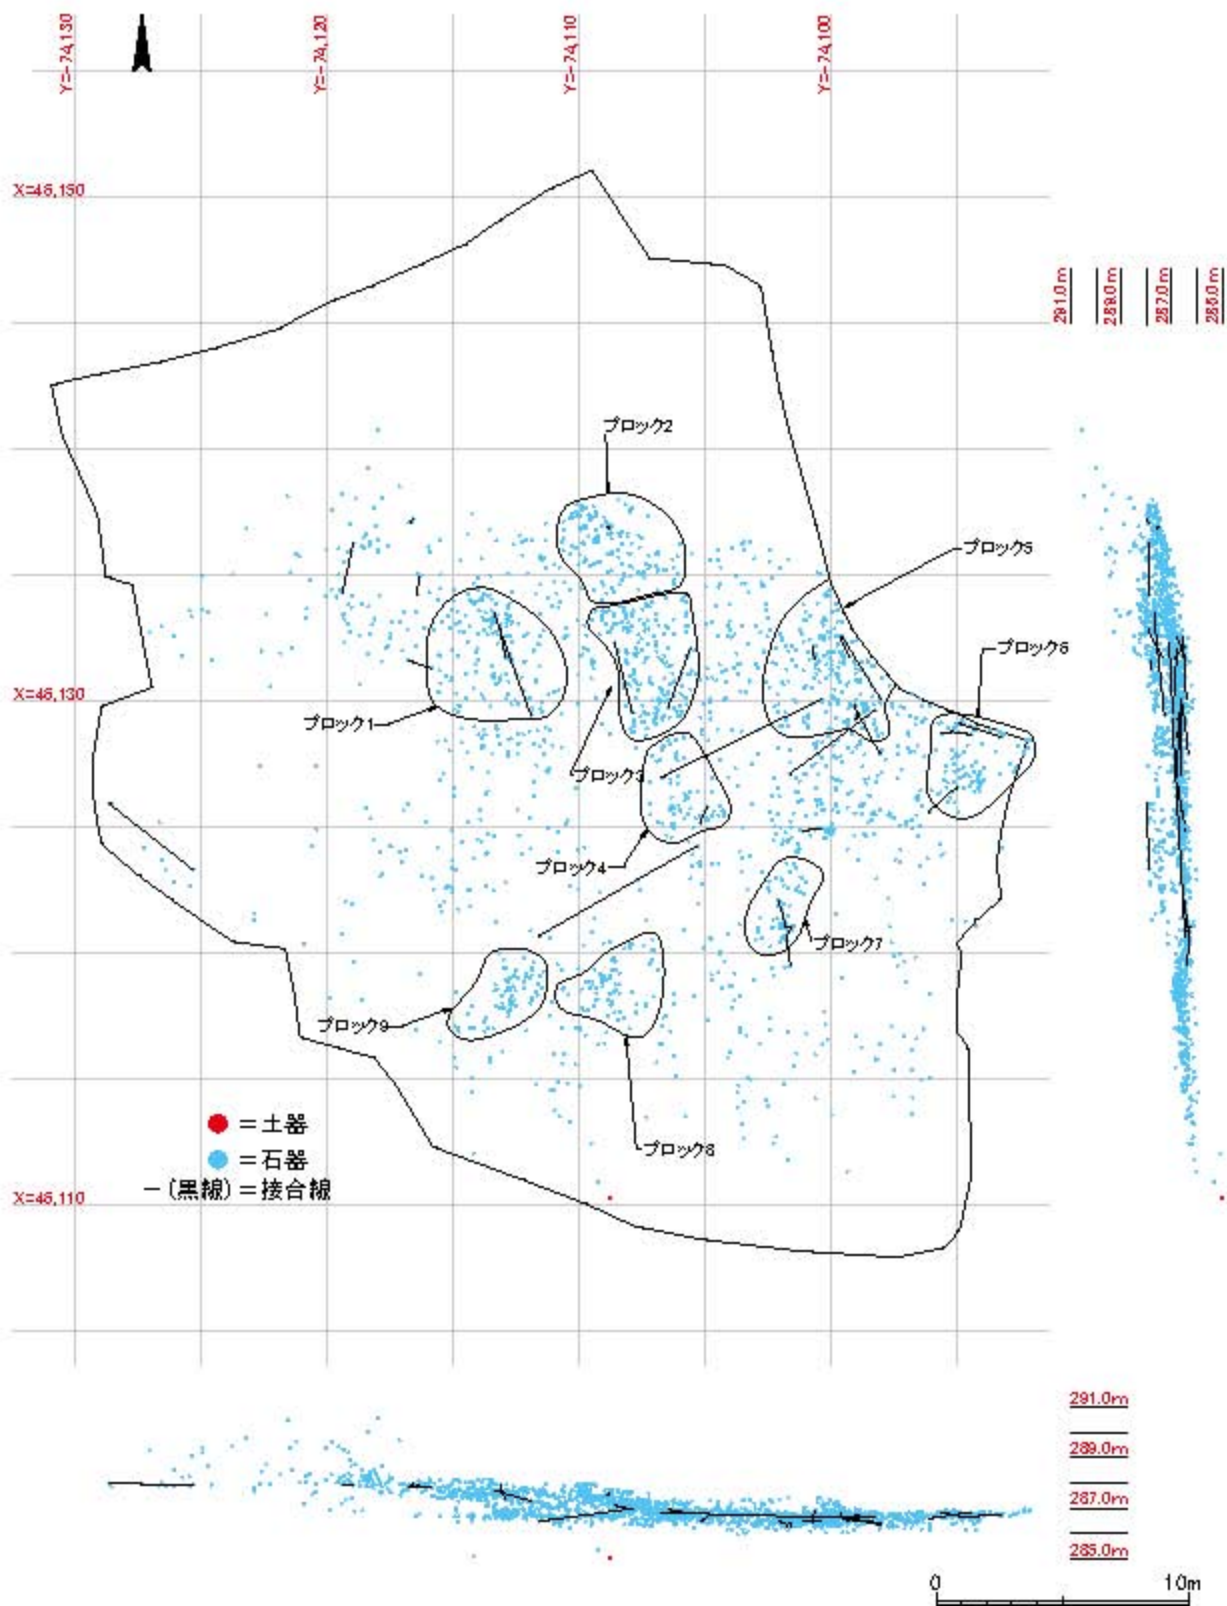 Y=-74,130
Y=-74,120
Y=-74,110
Y=-74,100
X=46,150
291.0m
289.0m
287.0m
285.0m
ブロック2
ブロック5
ブロック6
X=46,130
ブロック1
ブロック3
ブロック4
ブロック7
ブロック9
●=土器
●=石器
ー(黒線)=接合線
ブロック8
X=46,110
291.0m
289.0m
287.0m
285.0m
0 10m